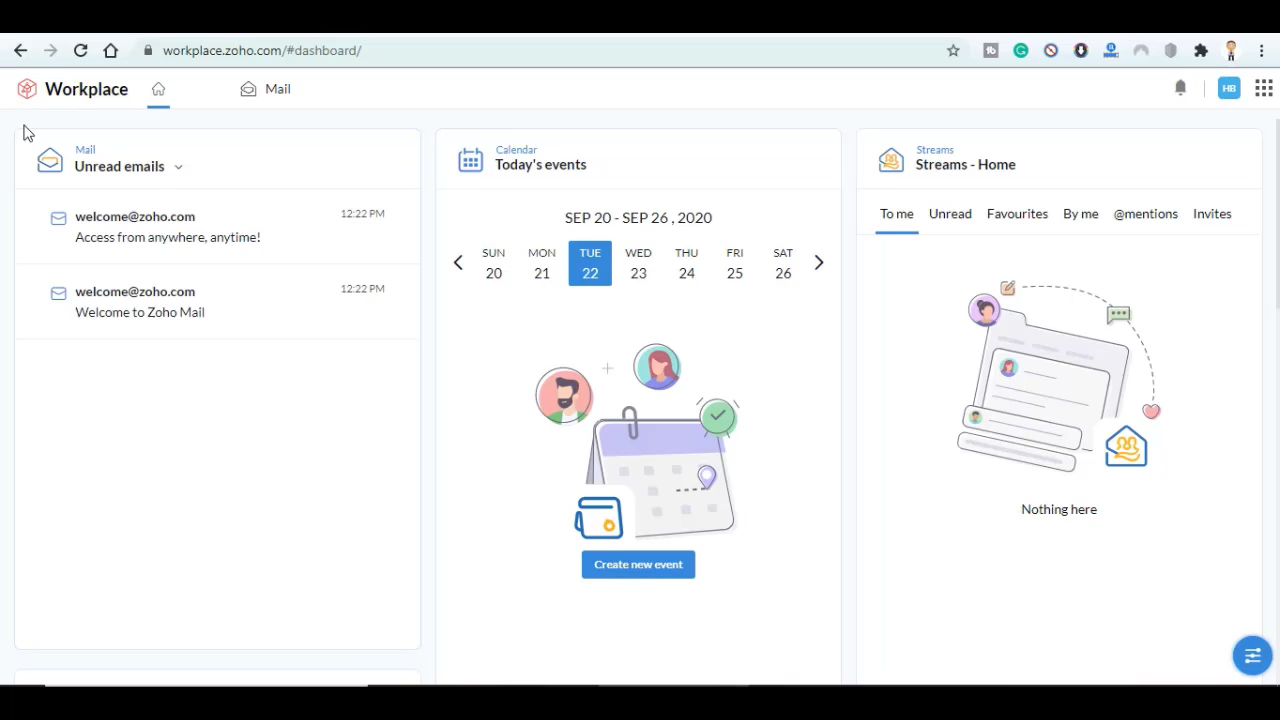 workplace.zoho.com/#dashboard/
Workplace
Mail
HB
Mail
Unread emails
welcome@zoho.com 12:22 PM
Access from anywhere, anytime!
welcome@zoho.com 12:22 PM
Welcome to Zoho Mail
Calendar
Today's events
SEP 20 - SEP 26 , 2020
SUN MON TUE WED THU FRI SAT
20 21 22 23 24 25 26
Create new event
Streams
Streams - Home
To me Unread Favourites By me @mentions Invites
Nothing here